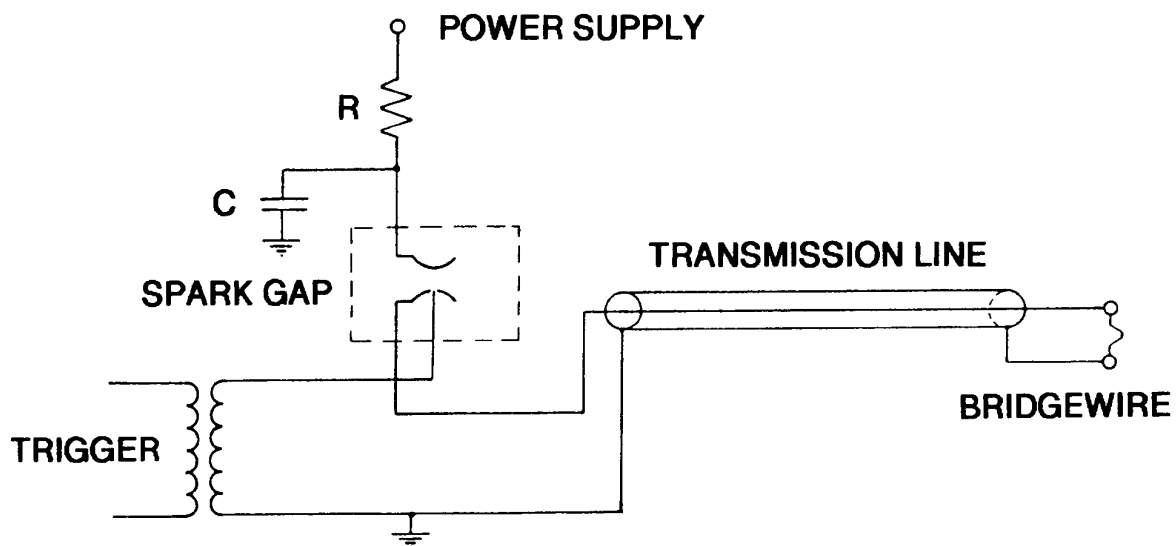 POWER SUPPLY
R
C
SPARK GAP
TRANSMISSION LINE
TRIGGER
BRIDGEWIRE